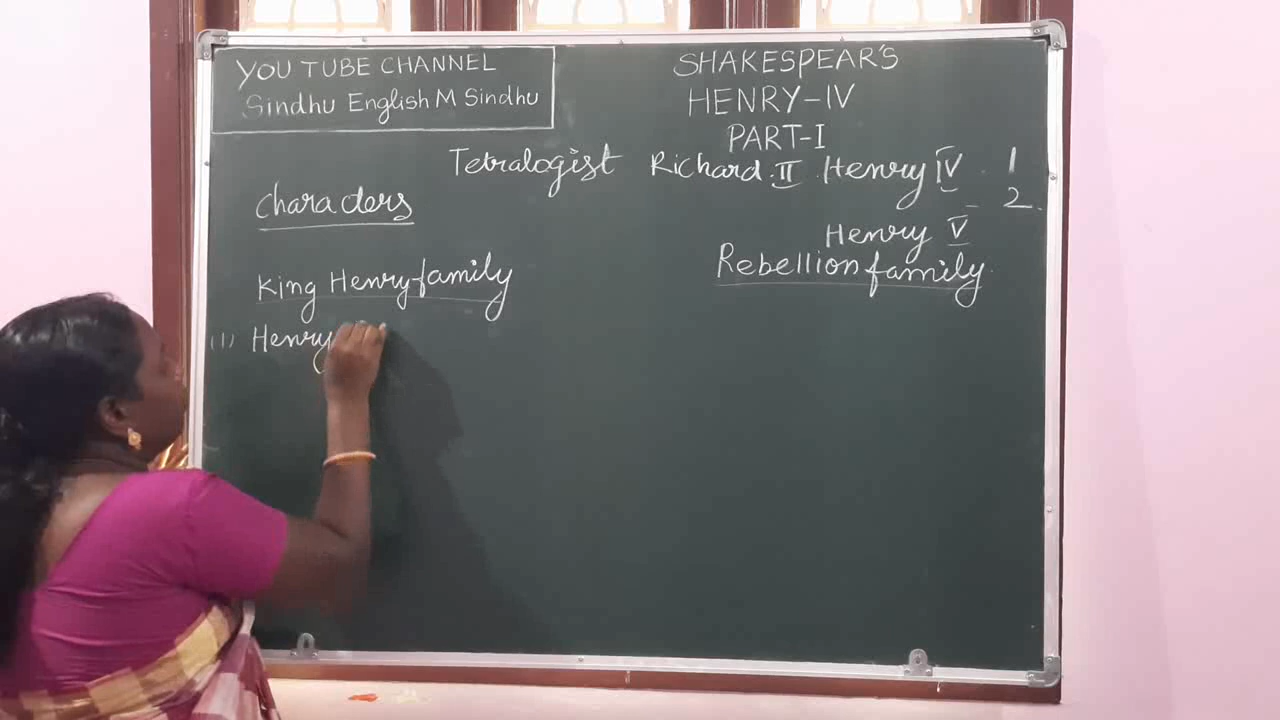 YOU TUBE CHANNEL
Sindhu English M Sindhu
SHAKESPEAR'S
HENRY-IV
PART-I
Tetralogist Richard.II. Henry IV. 1
2.
Characters
Henry V
King Henry-family
Rebellion family.
(1) Henry